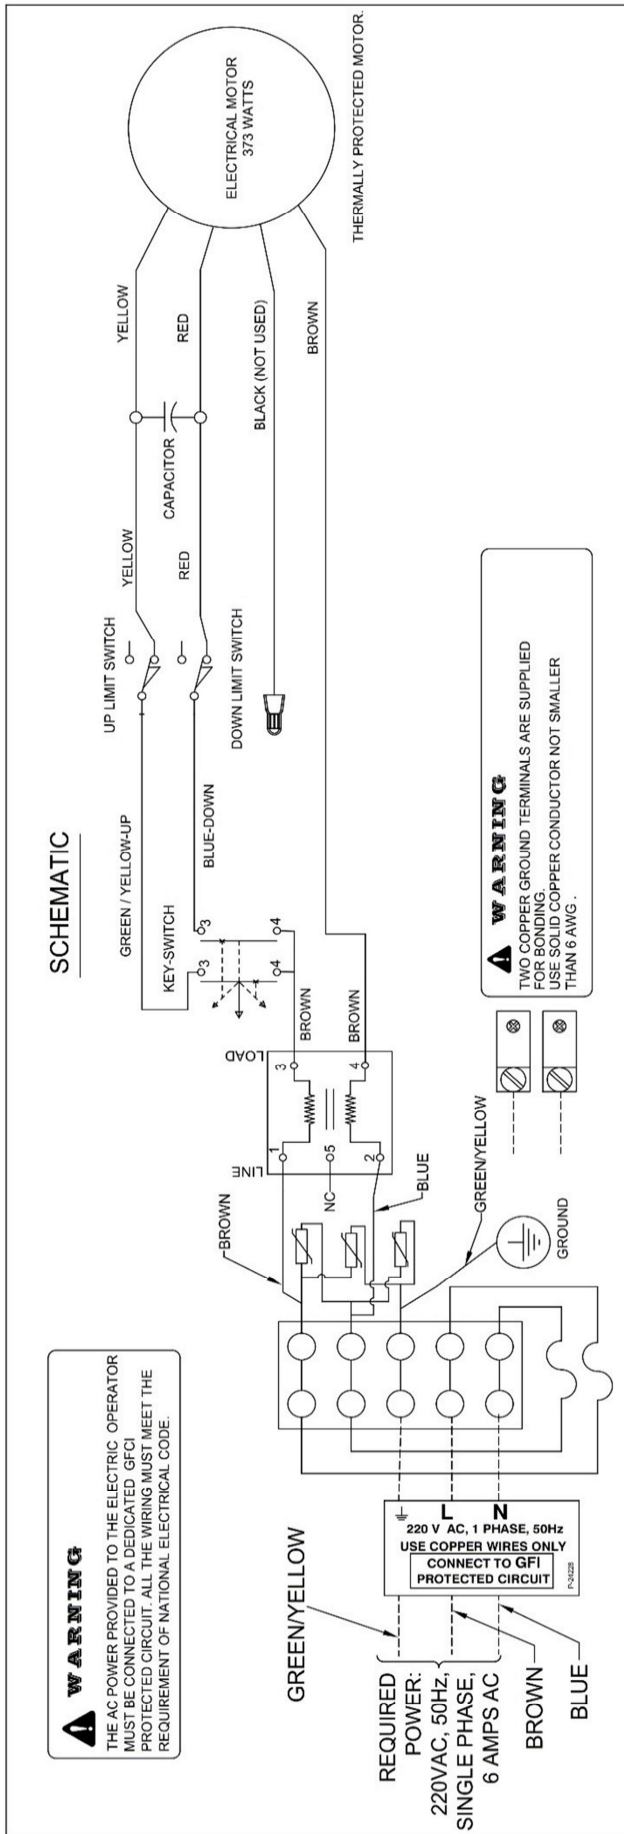 SCHEMATIC
WARNING
THE AC POWER PROVIDED TO THE ELECTRIC OPERATOR
MUST BE CONNECTED TO A DEDICATED GFCI
PROTECTED CIRCUIT. ALL THE WIRING MUST MEET THE
REQUIREMENT OF NATIONAL ELECTRICAL CODE.
GREEN/YELLOW
REQUIRED
POWER:
220VAC, 50Hz,
SINGLE PHASE,
6 AMPS AC
BROWN
BLUE
L
N
220 V AC, 1 PHASE, 50Hz
USE COPPER WIRES ONLY
CONNECT TO GFI
PROTECTED CIRCUIT
P-24228
BROWN
BLUE
GREEN/YELLOW
GROUND
LINE
LOAD
1
2
NC
5
3
4
BROWN
BROWN
KEY-SWITCH
3
3
4
4
GREEN / YELLOW-UP
BLUE-DOWN
UP LIMIT SWITCH
DOWN LIMIT SWITCH
YELLOW
RED
CAPACITOR
YELLOW
RED
BLACK (NOT USED)
BROWN
ELECTRICAL MOTOR
373 WATTS
THERMALLY PROTECTED MOTOR.
WARNING
TWO COPPER GROUND TERMINALS ARE SUPPLIED
FOR BONDING.
USE SOLID COPPER CONDUCTOR NOT SMALLER
THAN 6 AWG .